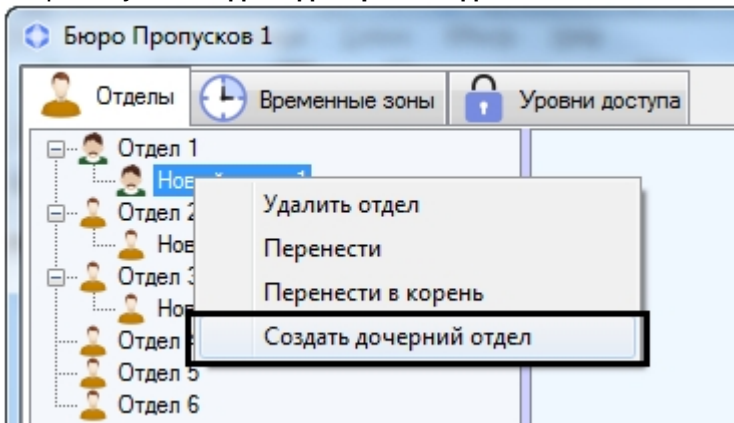 Бюро Пропусков 1
Отделы
Временные зоны
Уровни доступа
Отдел 1
Отдел 2
Отдел 3
Отдел 5
Отдел 6
Удалить отдел
Перенести
Перенести в корень
Создать дочерний отдел